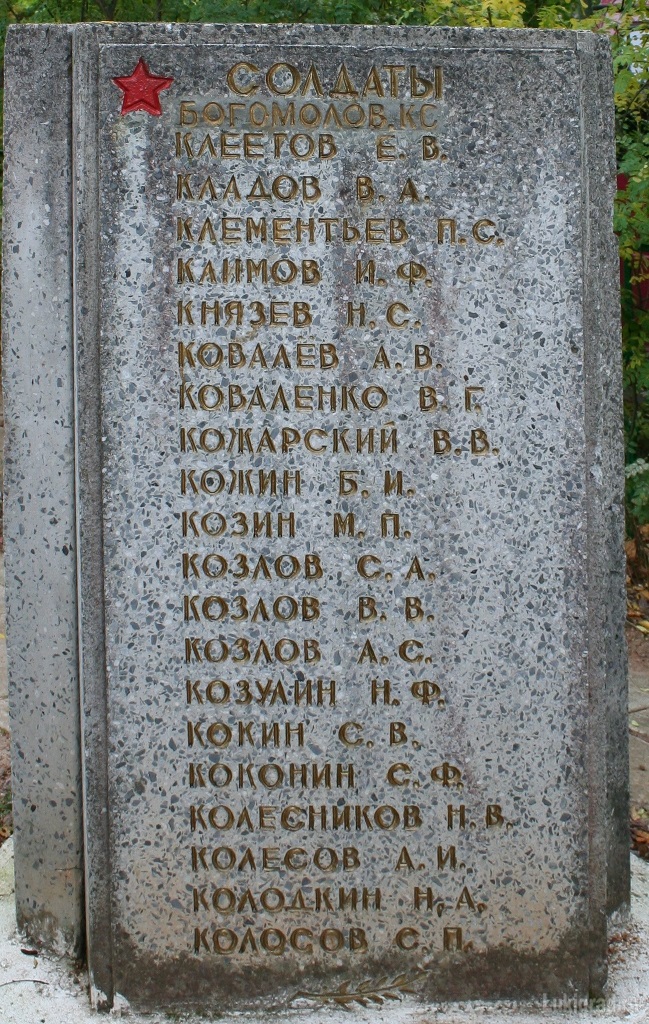 СОЛДАТЫ
БОГОМОЛОВ.КС
КЛЕЕГОВ Е. В.
КЛАДОВ В. А.
КЛЕМЕНТЬЕВ П. С.
КЛИМОВ И. Ф.
КНЯЗЕВ Н. С.
КОВАЛЕВ А. В.
КОВАЛЕНКО В. Г.
КОЖАРСКИЙ В. В.
КОЖИН Б. И.
КОЗИН М. П.
КОЗЛОВ С. А.
КОЗЛОВ В. В.
КОЗЛОВ А. С.
КОЗУЛИН Н. Ф.
КОКИН С. В.
КОКОНИН С. Ф.
КОЛЕСНИКОВ Н. В.
КОЛЕСОВ А. И.
КОЛОДКИН Н. А.
КОЛОСОВ С. П.